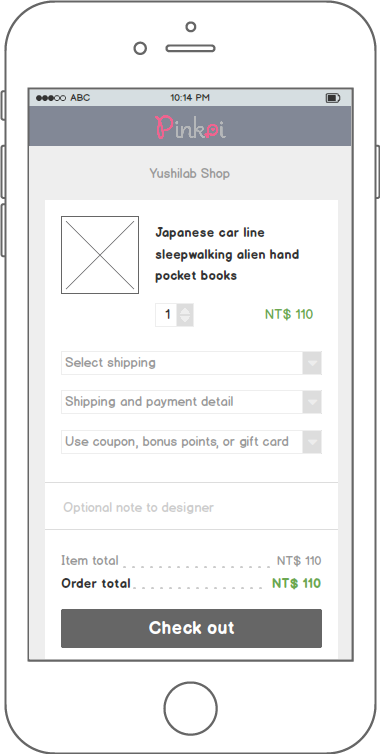 ABC 10:14 PM
Pinkoi
Yushilab Shop
Japanese car line
sleepwalking alien hand
pocket books
1 NT$ 110
Select shipping
Shipping and payment detail
Use coupon, bonus points, or gift card
Optional note to designer
Item total NT$ 110
Order total NT$ 110
Check out